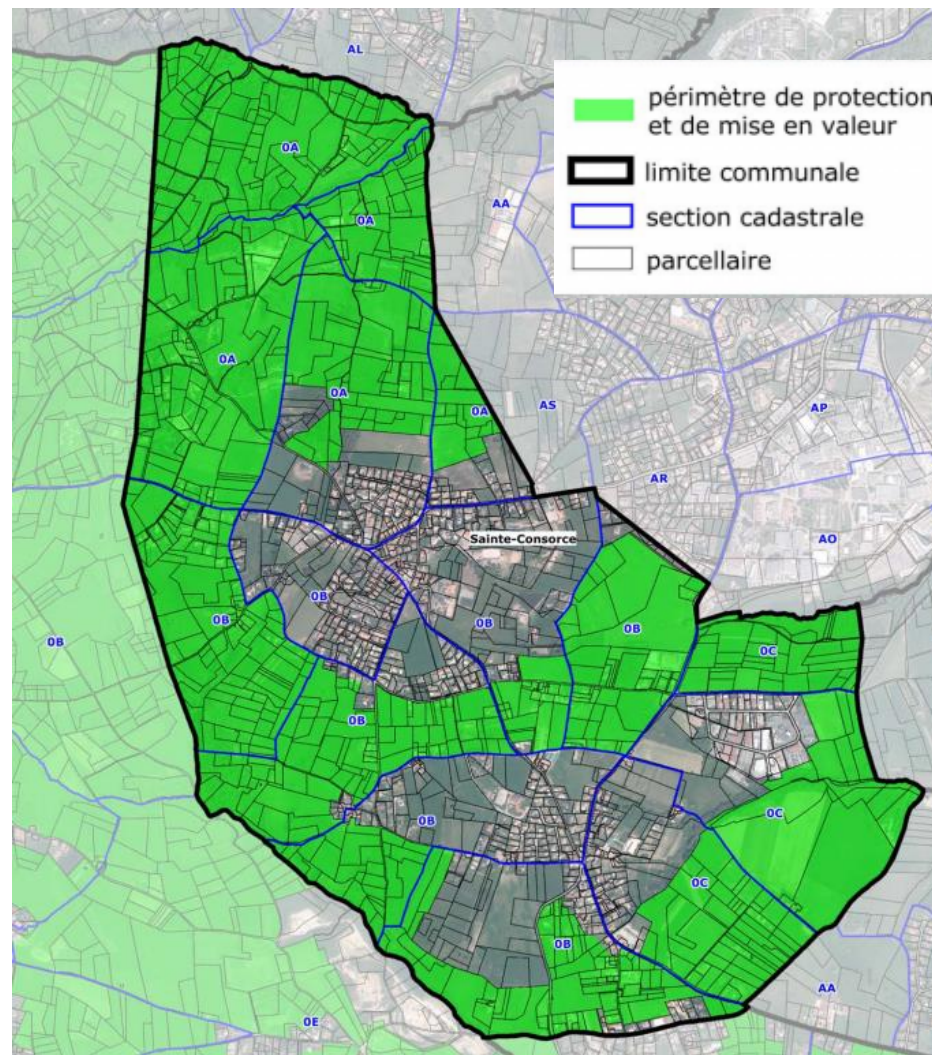 AL
périmètre de protection
et de mise en valeur
limite communale
section cadastrale
parcellaire
0A
AA
0A
0A
0A
0A
AS
AP
AR
Sainte-Consorce
AO
0B
0B
0B
0B
0B
0C
0B
0C
0B
0C
0B
AA
0E